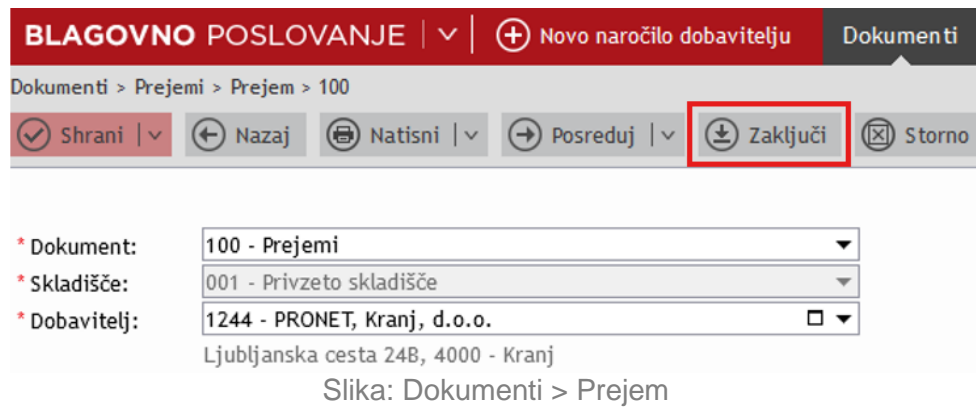 BLAGOVNO POSLOVANJE Novo naročilo dobavitelju Dokumenti
Dokumenti > Prejemi > Prejem > 100
Shrani Nazaj Natisni Posreduj Zaključi Storno
* Dokument: 100 - Prejemi
* Skladišče: 001 - Privzeto skladišče
* Dobavitelj: 1244 - PRONET, Kranj, d.o.o.
Ljubljanska cesta 24B, 4000 - Kranj
Slika: Dokumenti > Prejem